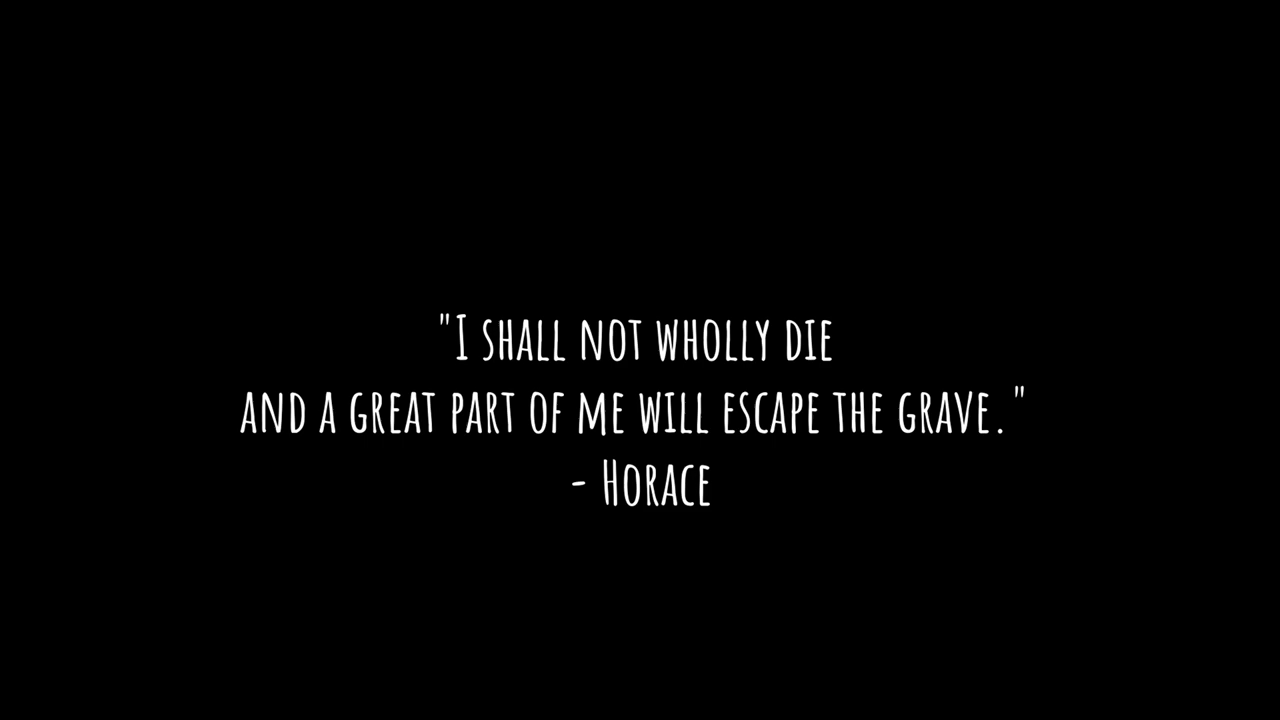 "I shall not wholly die
and a great part of me will escape the grave."
- Horace